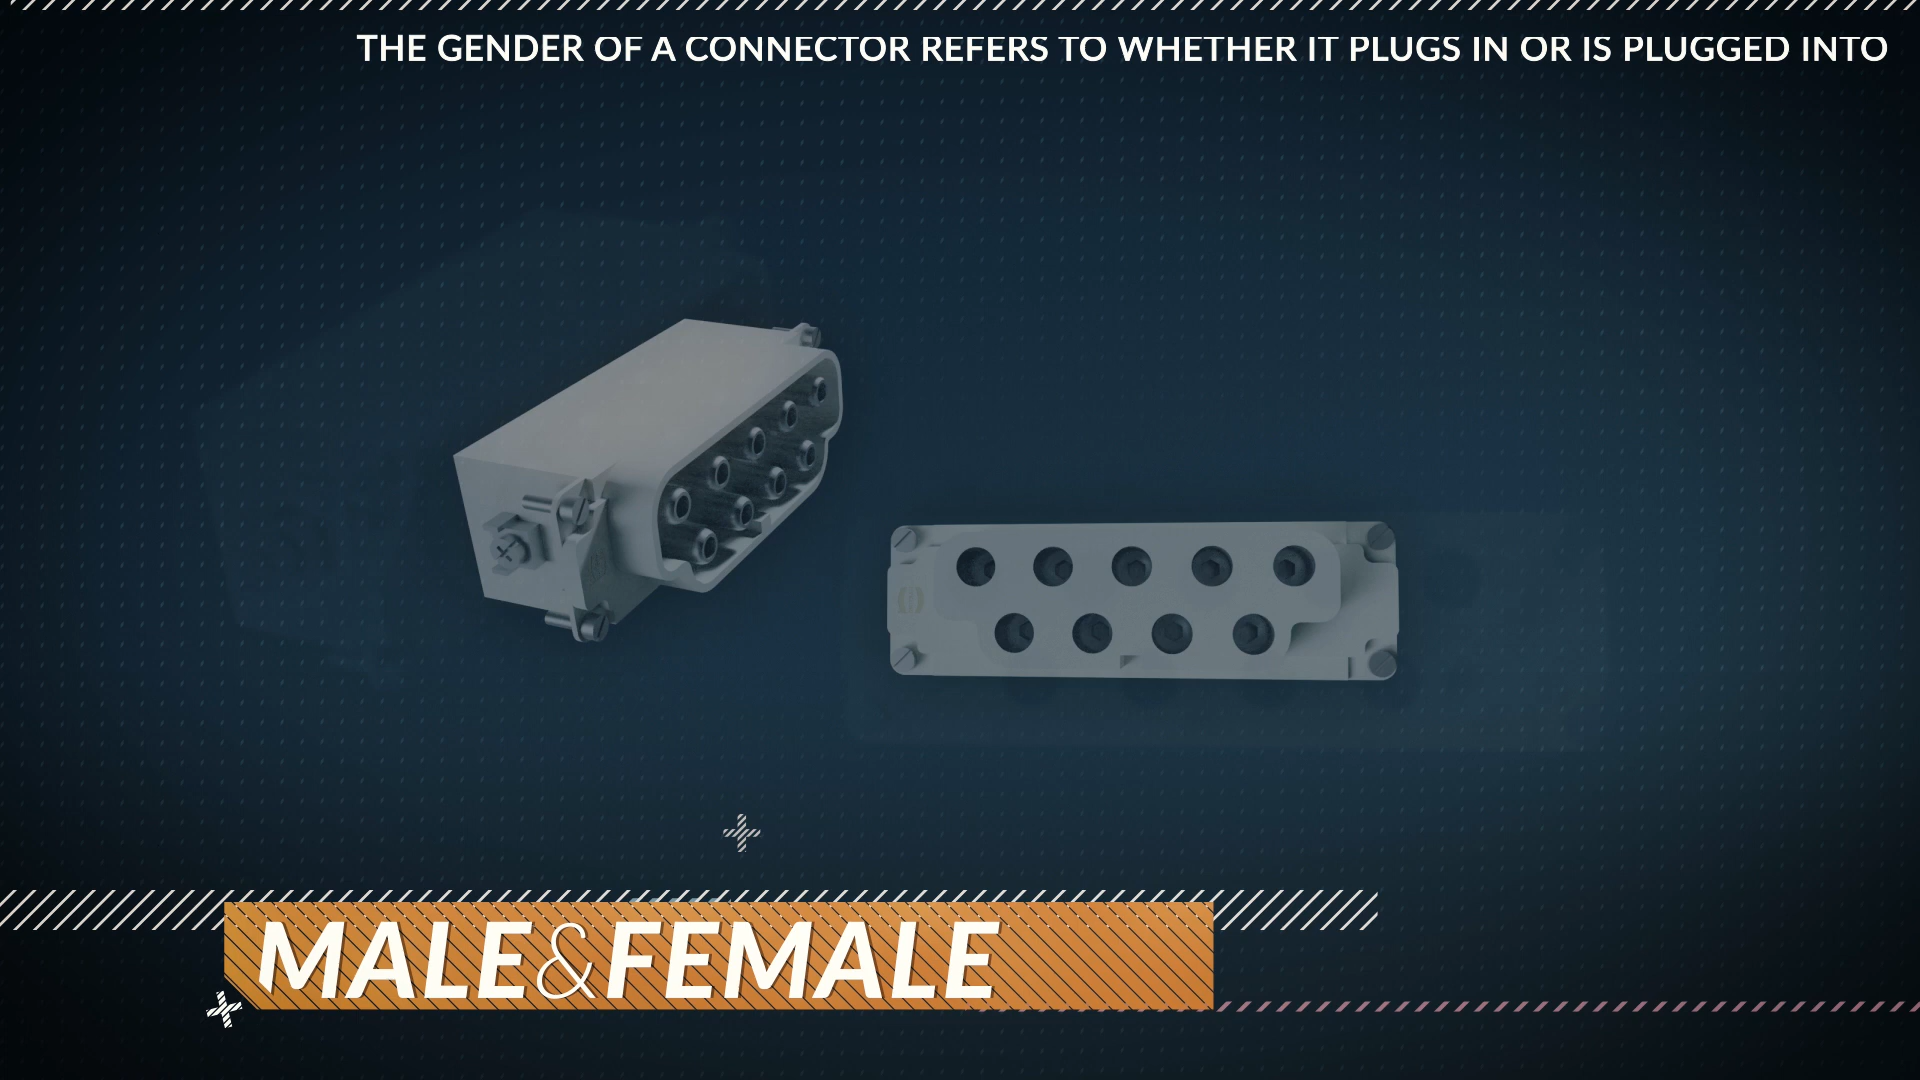 THE GENDER OF A CONNECTOR REFERS TO WHETHER IT PLUGS IN OR IS PLUGGED INTO
MALE&FEMALE